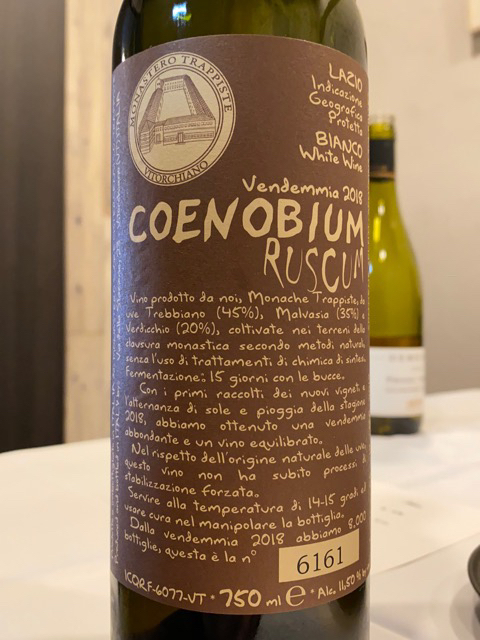 MONASTERO TRAPPISTE
VITORCHIANO
LAZIO
Indicazione
Geografica
Protetta
BIANCO
White Wine
Vendemmia 2018
COENOBIUM
RUSCUM
Vino prodotto da noi, Monache Trappiste, da
uve Trebbiano (45%), Malvasia (35%) e
Verdicchio (20%), coltivate nei terreni della
clausura monastica secondo metodi naturali,
senza l'uso di trattamenti di chimica di sintesi.
Fermentazione: 15 giorni con le bucce.
Con i primi raccolti dei nuovi vigneti e
l'alternanza di sole e pioggia della stagione
2018, abbiamo ottenuto una vendemmia
abbondante e un vino equilibrato.
Nel rispetto dell'origine naturale delle uve,
questo vino non ha subito processi di
stabilizzazione forzata.
Servire alla temperatura di 14-15 gradi ed
usare cura nel manipolare la bottiglia.
Dalla vendemmia 2018 abbiamo 8.000
bottiglie, questa è la n°
6161
ICQRF-6077-VT * 750 ml e * Alc. 11,50 %